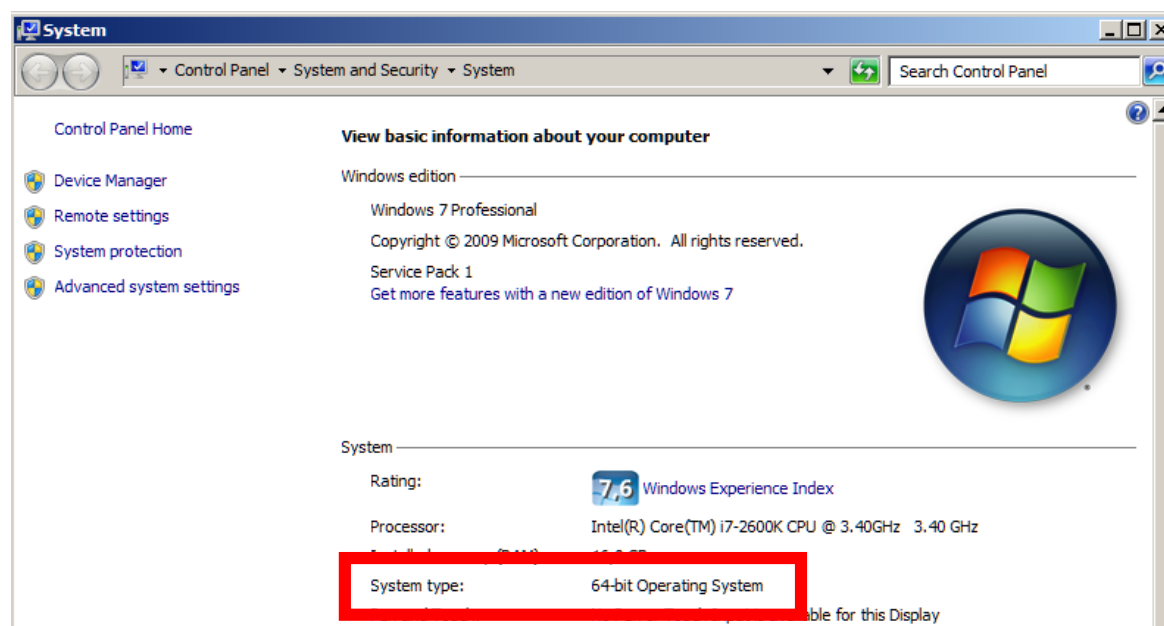 System
Control Panel System and Security System
Search Control Panel
Control Panel Home
Device Manager
Remote settings
System protection
Advanced system settings
View basic information about your computer
Windows edition
Windows 7 Professional
Copyright © 2009 Microsoft Corporation. All rights reserved.
Service Pack 1
Get more features with a new edition of Windows 7
System
Rating:
7,6 Windows Experience Index
Processor:
Intel(R) Core(TM) i7-2600K CPU @ 3.40GHz 3.40 GHz
System type:
64-bit Operating System
for this Display